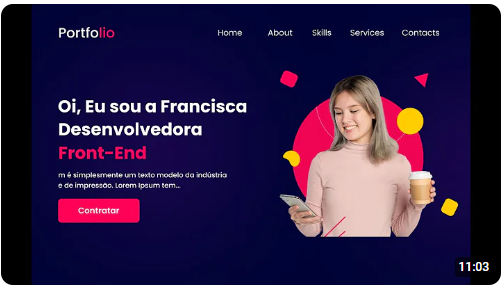 Portfolio
Home About Skills Services Contacts
Oi, Eu sou a Francisca
Desenvolvedora
Front-End
m é simplesmente um texto modelo da indústria
e de impressão. Lorem Ipsum tem...
Contratar
11:03